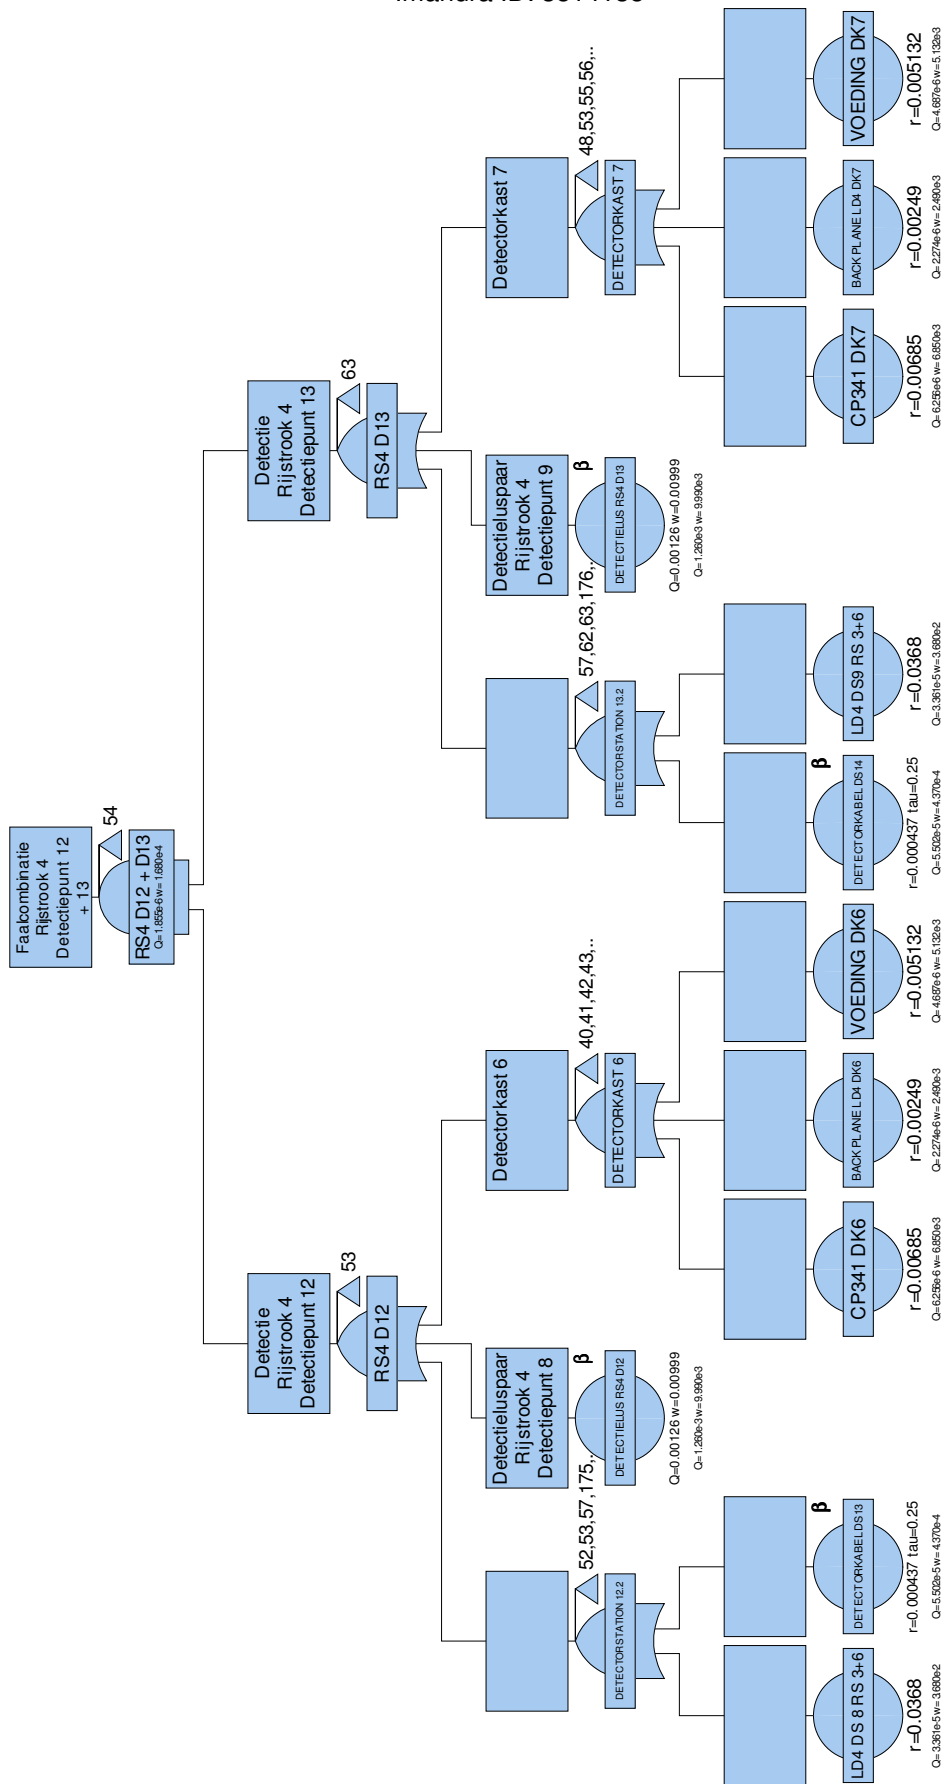 Faalcombinatie
Rijstrook 4
Detectiepunt 12
+ 13
54
RS4 D12 + D13
Q=1.855e-6 w= 1.680e-4
Detectie
Rijstrook 4
Detectiepunt 12
53
RS4 D12
Detectie
Rijstrook 4
Detectiepunt 13
63
RS4 D13
52,53,57,175,..
DETECTORSTATION 12.2
Detectieluspaar
Rijstrook 4
Detectiepunt 8
β
DETECTIELUS RS4 D12
Q=0.00126 w=0.00999
Q=1.260e-3 w= 9.990e-3
Detectorkast 6
40,41,42,43,..
DETECTORKAST 6
57,62,63,176,..
DETECTORSTATION 13.2
Detectieluspaar
Rijstrook 4
Detectiepunt 9
β
DETECTIELUS RS4 D13
Q=0.00126 w=0.00999
Q=1.260e-3 w= 9.990e-3
Detectorkast 7
48,53,55,56,..
DETECTORKAST 7
LD4 DS 8 RS 3+6
r=0.0368
Q=3.361e-5 w= 3.680e-2
β
DETECTORKABEL DS13
r=0.000437 tau=0.25
Q=5.502e-5 w= 4.370e-4
CP341 DK6
r=0.00685
Q=6.256e-6 w= 6.850e-3
BACK PLANE LD4 DK6
r=0.00249
Q=2.274e-6 w= 2.490e-3
VOEDING DK6
r=0.005132
Q=4.687e-6 w= 5.132e-3
β
DETECTORKABEL DS14
r=0.000437 tau=0.25
Q=5.502e-5 w= 4.370e-4
LD4 DS9 RS 3+6
r=0.0368
Q=3.361e-5 w= 3.680e-2
CP341 DK7
r=0.00685
Q=6.256e-6 w= 6.850e-3
BACK PLANE LD4 DK7
r=0.00249
Q=2.274e-6 w= 2.490e-3
VOEDING DK7
r=0.005132
Q=4.687e-6 w= 5.132e-3